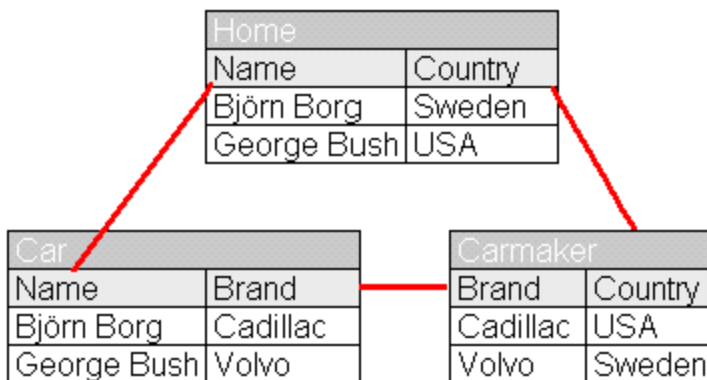 Home
Name Country
Björn Borg Sweden
George Bush USA
Car
Name Brand
Björn Borg Cadillac
George Bush Volvo
Carmaker
Brand Country
Cadillac USA
Volvo Sweden